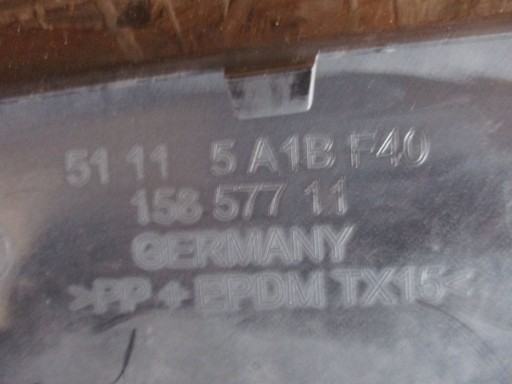 51 11 5 A1B F40
158 577 11
GERMANY
>PP + EPDM TX15<